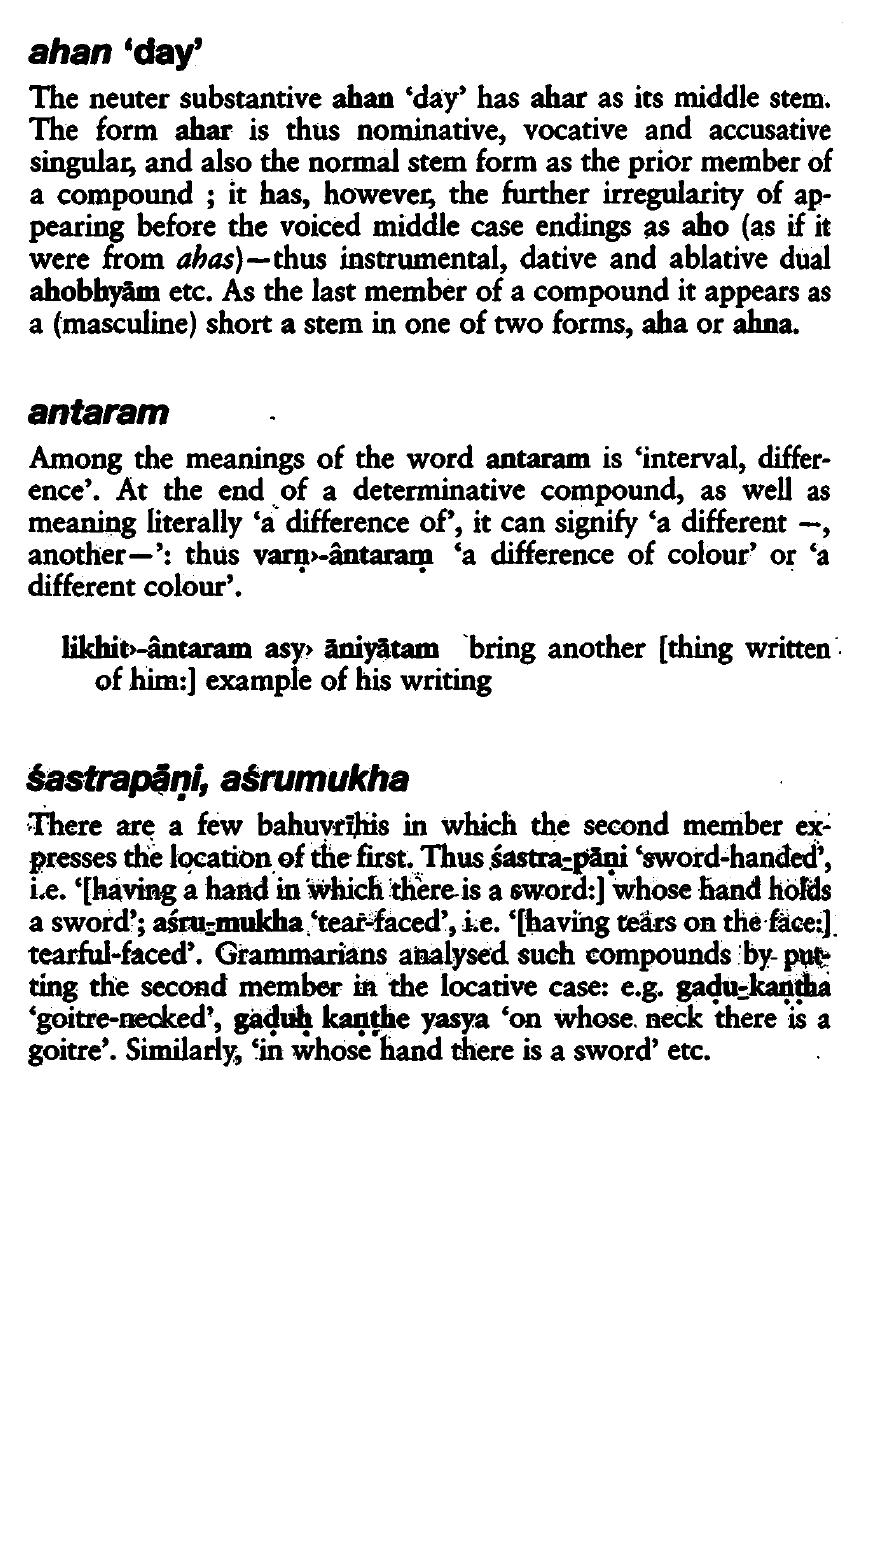 ahan ‘day’
The neuter substantive ahan ‘day’ has ahar as its middle stem.
The form ahar is thus nominative, vocative and accusative
singular, and also the normal stem form as the prior member of
a compound ; it has, however, the further irregularity of ap-
pearing before the voiced middle case endings as aho (as if it
were from ahas)—thus instrumental, dative and ablative dual
ahobhyām etc. As the last member of a compound it appears as
a (masculine) short a stem in one of two forms, aha or ahna.
antaram
Among the meanings of the word antaram is ‘interval, differ-
ence’. At the end of a determinative compound, as well as
meaning literally ‘a difference of’, it can signify ‘a different —,
another—’: thus varṇ›-ântaraṃ ‘a difference of colour’ or ‘a
different colour’.
likhit›-ântaram asy› āniyātam bring another [thing written
of him:] example of his writing
śastrapāṇi, aśrumukha
There are a few bahuvrīhis in which the second member ex-
presses the location of the first. Thus śastra-pāṇi ‘sword-handed’,
i.e. ‘[having a hand in which there is a sword:] whose hand holds
a sword’; aśru-mukha ‘tear-faced’, i.e. ‘[having tears on the face:]
tearful-faced’. Grammarians analysed such compounds by put-
ting the second member in the locative case: e.g. gaḍu-kaṇṭha
‘goitre-necked’, gaḍuḥ kaṇṭhe yasya ‘on whose neck there is a
goitre’. Similarly, ‘in whose hand there is a sword’ etc.